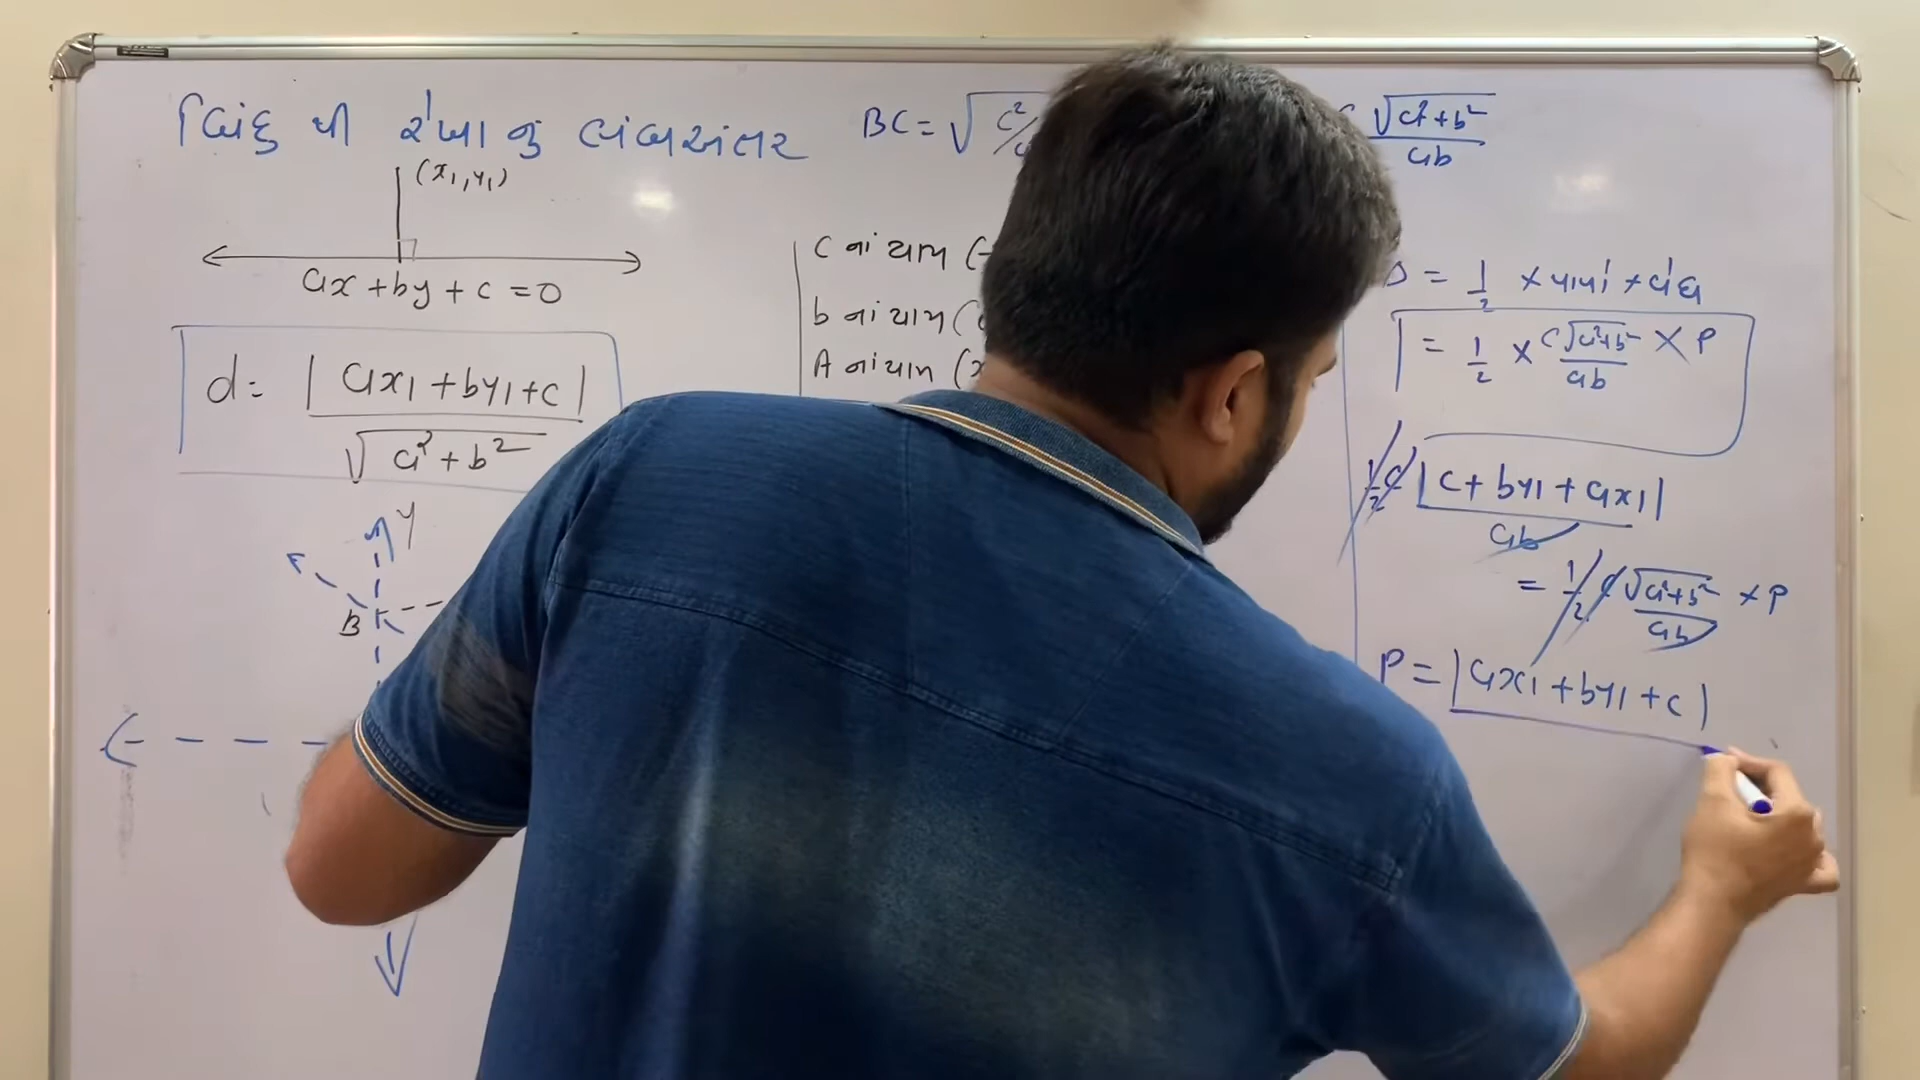 બિંદુ થી રેખા નું લંબઅંતર
(x₁,y₁)
ax + by + c = 0
d = |ax₁ + by₁ + c|
√a² + b²
Y
B
BC = √c²/
√a² + b²
ab
C નાં યામ (
b નાં યામ (
A નાં યામ (x
= 1/2 × પાયો × વેધ
= 1/2 × c√a²+b²/ab × P
1/2 c |c + by₁ + ax₁|
ab
= 1/2 c √a²+b²/ab × P
P = |ax₁ + by₁ + c|